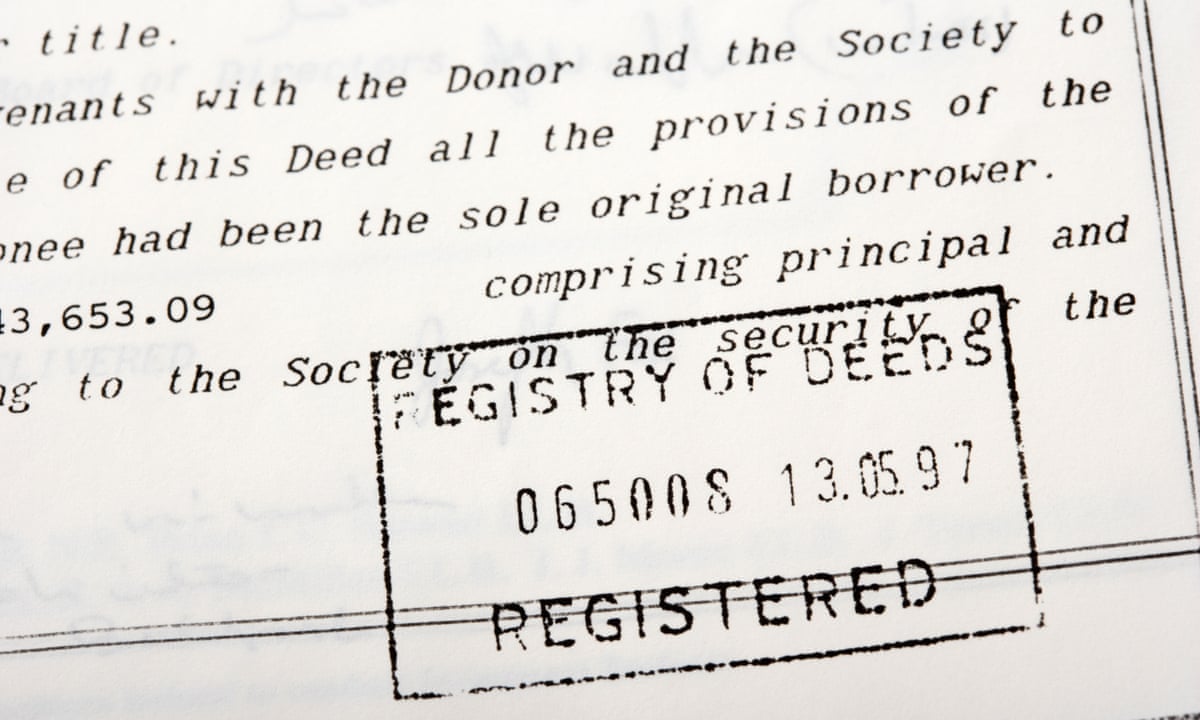 title.
enants with the Donor and the Society to
e of this Deed all the provisions of the
onee had been the sole original borrower.
3,653.09 comprising principal and
ng to the Society on the security of the
REGISTRY OF DEEDS
065008 13.05.97
REGISTERED